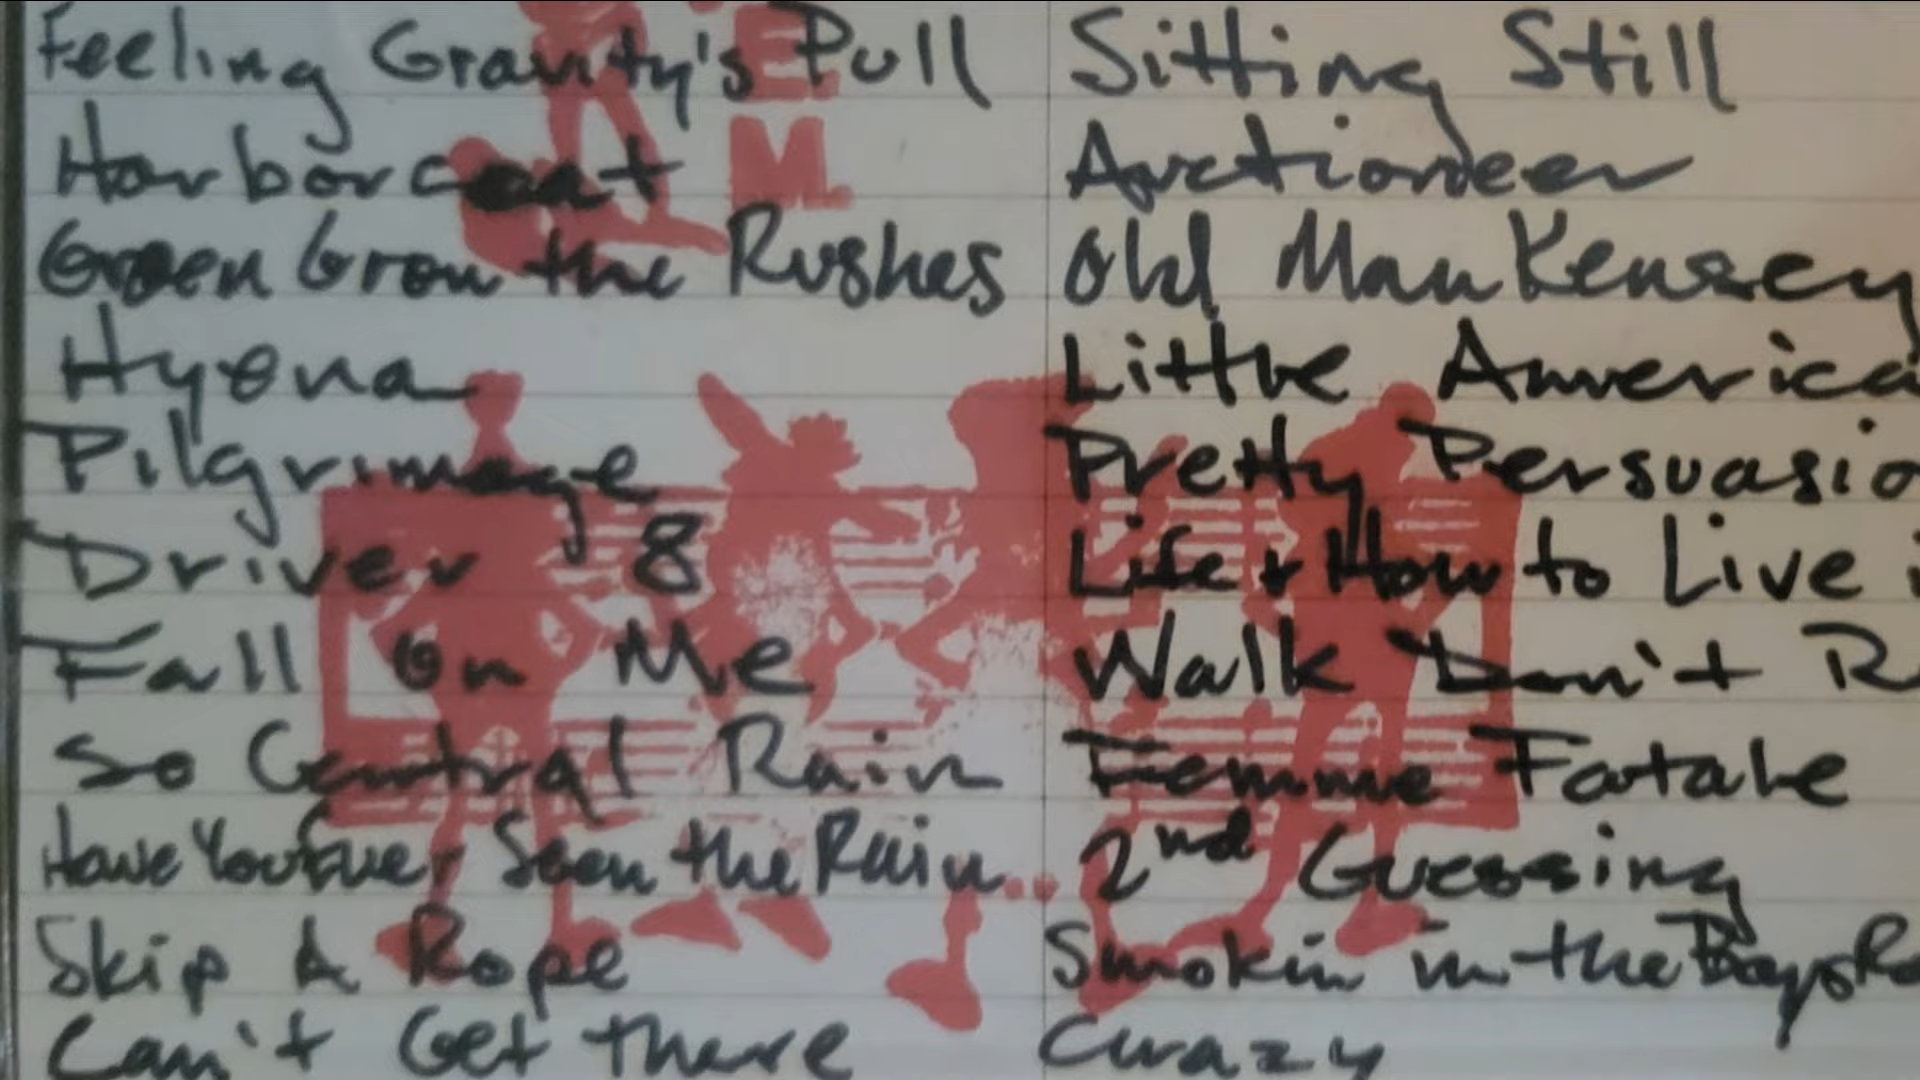 Feeling Gravity's Pull
Harborcoat
Green Grow the Rushes
Hyena
Pilgrimage
Driver 8
Fall On Me
So Central Rain
Have You Ever Seen the Rain
Skip A Rope
Can't Get There
E.
M.
Sitting Still
Auctioneer
Old Man Kensey
Little America
Pretty Persuasio
Life + How to Live i
Walk Don't R
Femme Fatale
2nd Guessing
Smokin in the Boys Ro
Crazy